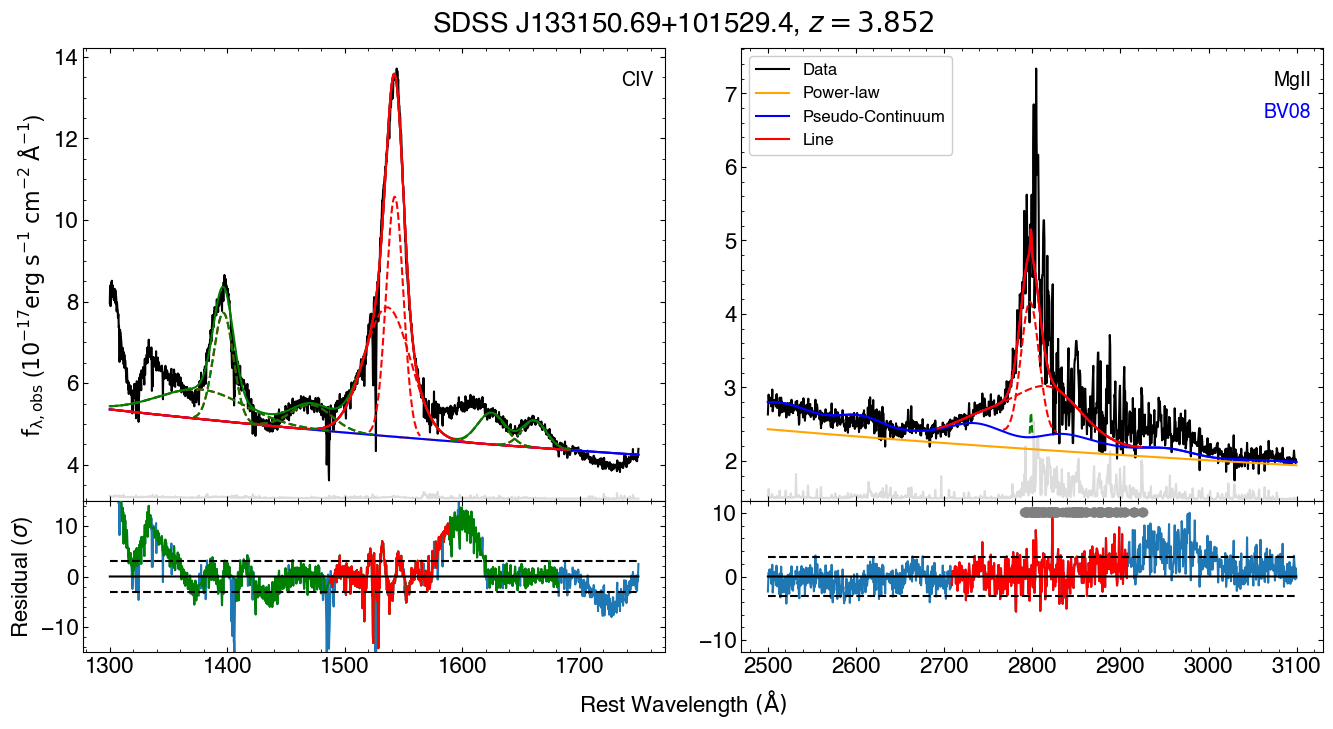 SDSS J133150.69+101529.4, z = 3.852
f_λ,obs (10⁻¹⁷erg s⁻¹ cm⁻² Å⁻¹)
14
12
10
8
6
4
CIV
7
6
5
4
3
2
Data
Power-law
Pseudo-Continuum
Line
MgII
BV08
Residual (σ)
10
0
−10
1300 1400 1500 1600 1700
10
0
−10
2500 2600 2700 2800 2900 3000 3100
Rest Wavelength (Å)